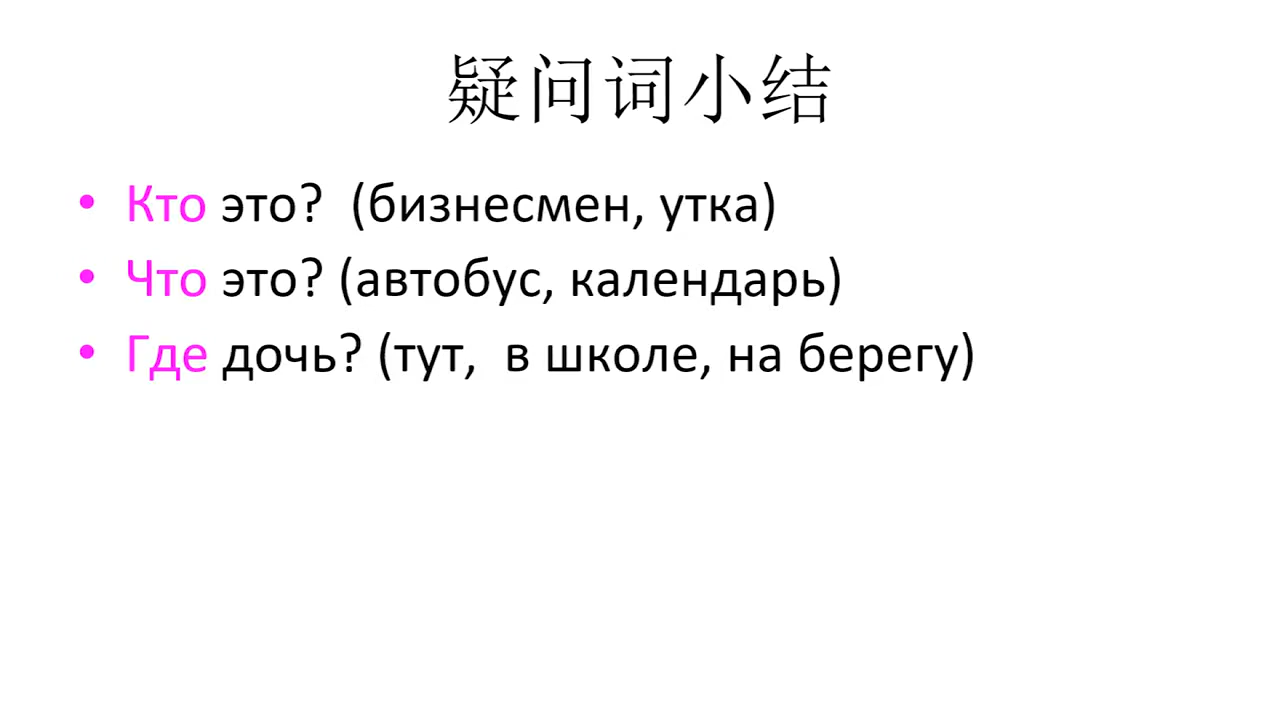 疑问词小结
• Кто это? (бизнесмен, утка)
• Что это? (автобус, календарь)
• Где дочь? (тут, в школе, на берегу)